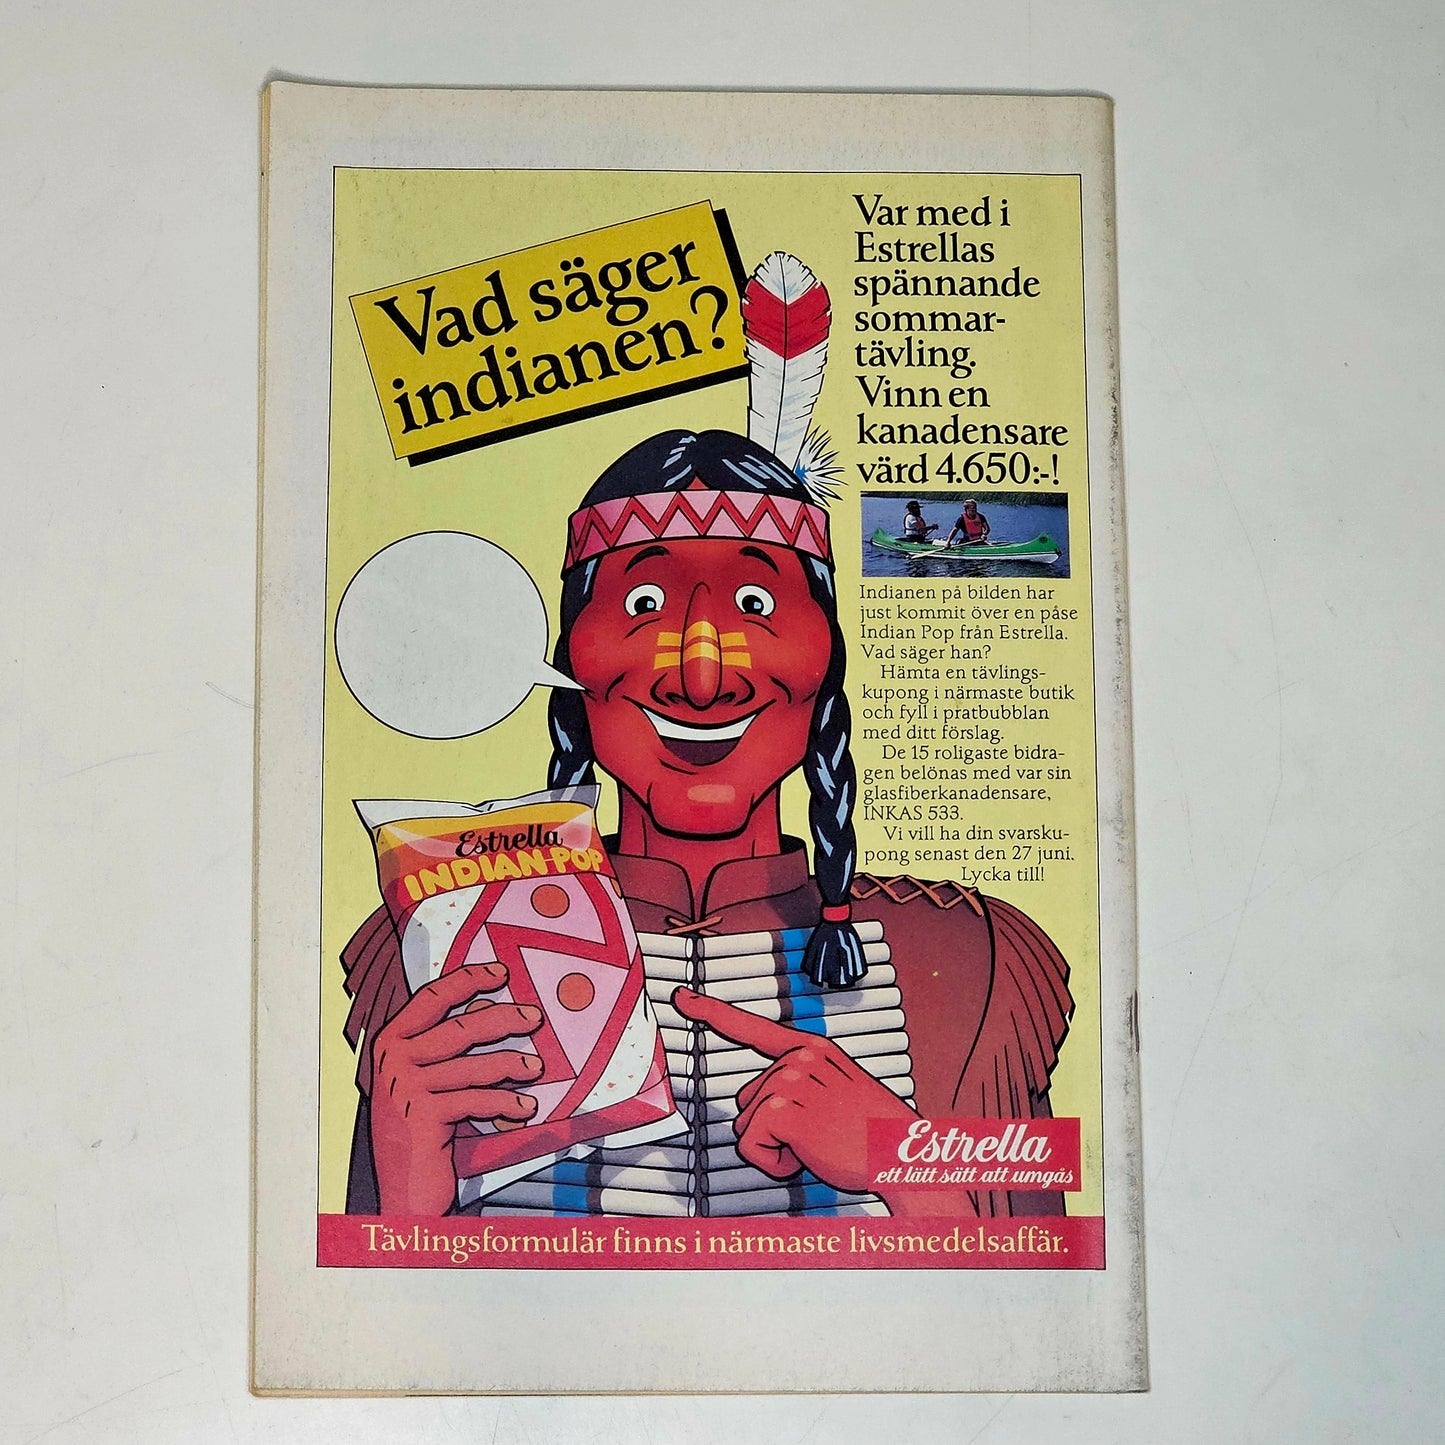 Vad säger
indianen?
Var med i
Estrellas
spännande
sommar-
tävling.
Vinn en
kanadensare
värd 4.650:-!
Indianen på bilden har
just kommit över en påse
Indian Pop från Estrella.
Vad säger han?
Hämta en tävlings-
kupong i närmaste butik
och fyll i pratbubblan
med ditt förslag.
De 15 roligaste bidra-
gen belönas med var sin
glasfiberkanadensare,
INKAS 533.
Vi vill ha din svarsku-
pong senast den 27 juni.
Lycka till!
Estrella
INDIAN-POP
Estrella
ett lätt sätt att umgås
Tävlingsformulär finns i närmaste livsmedelsaffär.